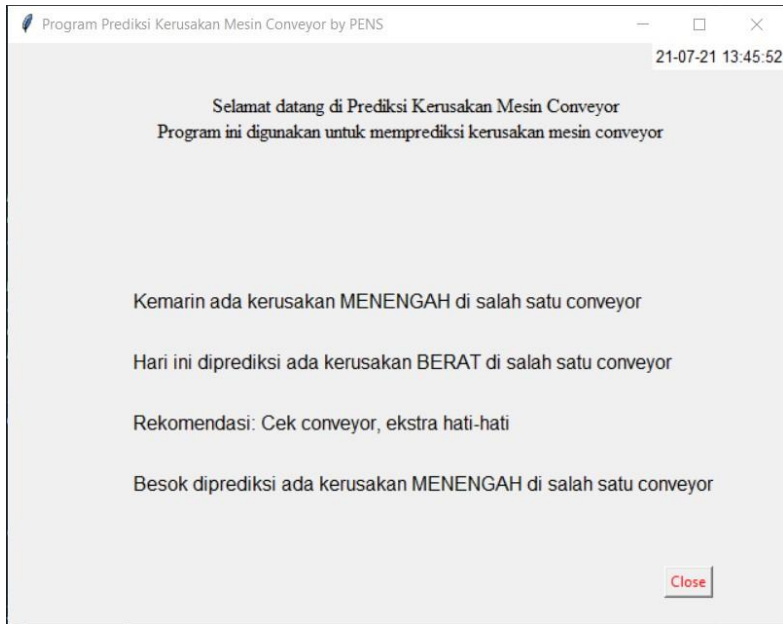 Program Prediksi Kerusakan Mesin Conveyor by PENS
21-07-21 13:45:52
Selamat datang di Prediksi Kerusakan Mesin Conveyor
Program ini digunakan untuk memprediksi kerusakan mesin conveyor
Kemarin ada kerusakan MENENGAH di salah satu conveyor
Hari ini diprediksi ada kerusakan BERAT di salah satu conveyor
Rekomendasi: Cek conveyor, ekstra hati-hati
Besok diprediksi ada kerusakan MENENGAH di salah satu conveyor
Close